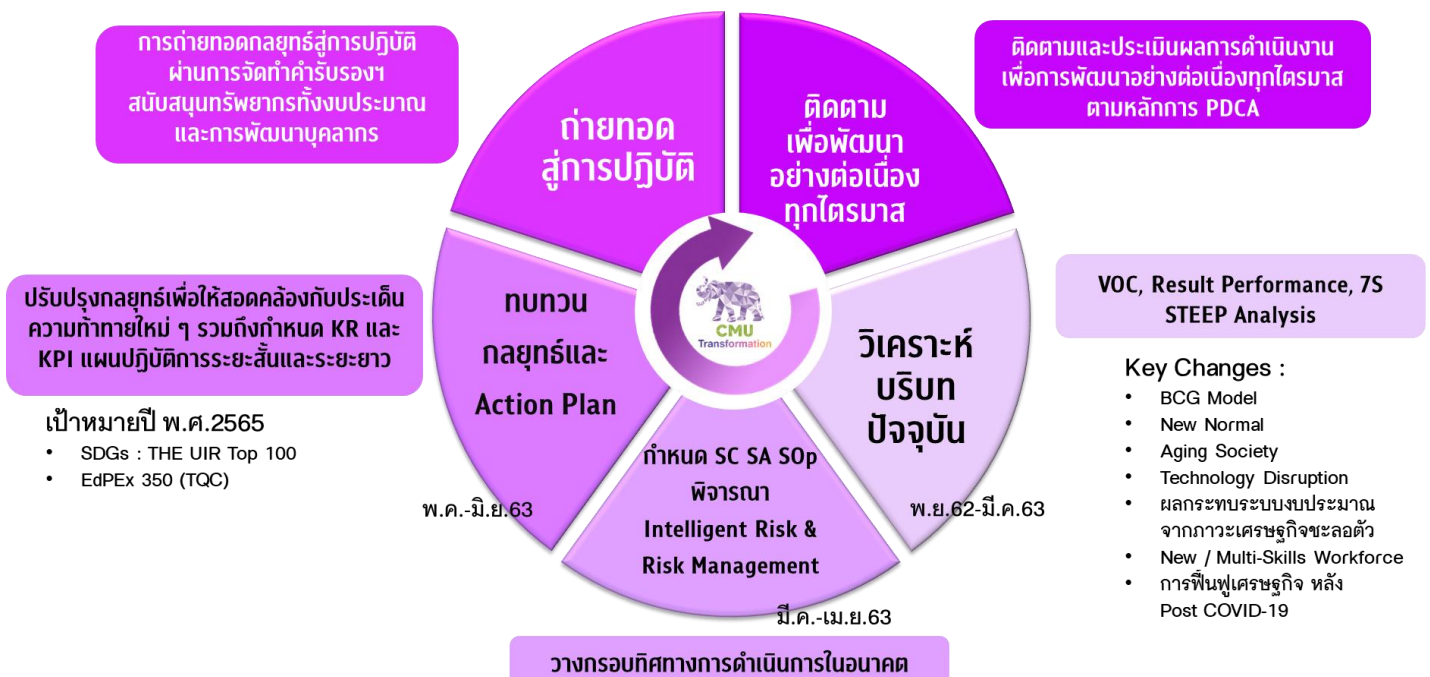 การถ่ายทอดกลยุทธ์สู่การปฏิบัติ
ผ่านการจัดทำคำรับรองฯ
สนับสนุนทรัพยากรทั้งงบประมาณ
และการพัฒนาบุคลากร
ถ่ายทอด
สู่การปฏิบัติ
ติดตาม
เพื่อพัฒนา
อย่างต่อเนื่อง
ทุกไตรมาส
ติดตามและประเมินผลการดำเนินงาน
เพื่อการพัฒนาอย่างต่อเนื่องทุกไตรมาส
ตามหลักการ PDCA
ปรับปรุงกลยุทธ์เพื่อให้สอดคล้องกับประเด็น
ความท้าทายใหม่ ๆ รวมถึงกำหนด KR และ
KPI แผนปฏิบัติการระยะสั้นและระยะยาว
เป้าหมายปี พ.ศ.2565
• SDGs : THE UIR Top 100
• EdPEx 350 (TQC)
ทบทวน
กลยุทธ์และ
Action Plan
พ.ค.-มิ.ย.63
CMU
Transformation
กำหนด SC SA SOp
พิจารณา
Intelligent Risk &
Risk Management
มี.ค.-เม.ย.63
วางกรอบทิศทางการดำเนินการในอนาคต
วิเคราะห์
บริบท
ปัจจุบัน
พ.ย.62-มี.ค.63
VOC, Result Performance, 7S
STEEP Analysis
Key Changes :
• BCG Model
• New Normal
• Aging Society
• Technology Disruption
• ผลกระทบระบบงบประมาณ
จากภาวะเศรษฐกิจชะลอตัว
• New / Multi-Skills Workforce
• การฟื้นฟูเศรษฐกิจ หลัง
Post COVID-19